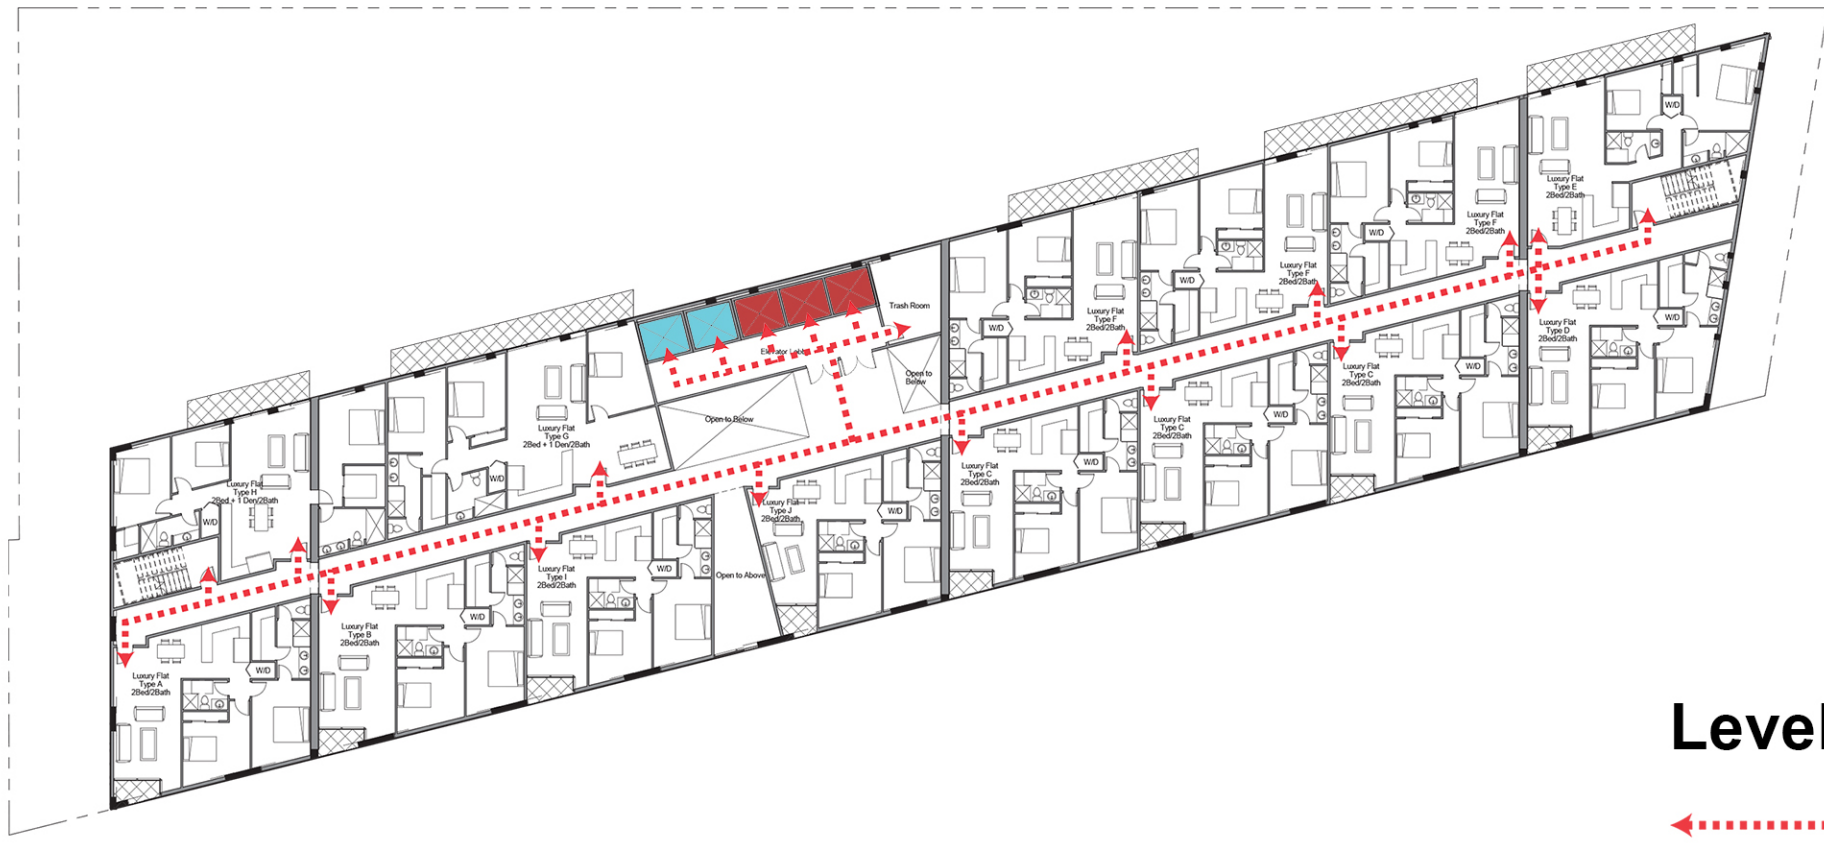 W/D
Luxury Flat
Type E
2Bed/2Bath
Luxury Flat
Type F
2Bed/2Bath
W/D
Luxury Flat
Type F
2Bed/2Bath
W/D
Luxury Flat
Type F
2Bed/2Bath
W/D
Trash Room
Elevator Lobby
Open to
Below
Open to Below
Luxury Flat
Type G
2Bed + 1 Den/2Bath
W/D
Luxury Flat
Type H
2Bed + 1 Den/2Bath
W/D
Luxury Flat
Type D
2Bed/2Bath
W/D
Luxury Flat
Type C
2Bed/2Bath
W/D
Luxury Flat
Type C
2Bed/2Bath
W/D
Luxury Flat
Type C
2Bed/2Bath
W/D
Luxury Flat
Type J
2Bed/2Bath
W/D
Open to Above
Luxury Flat
Type I
2Bed/2Bath
W/D
Luxury Flat
Type B
2Bed/2Bath
W/D
Luxury Flat
Type A
2Bed/2Bath
W/D
Level